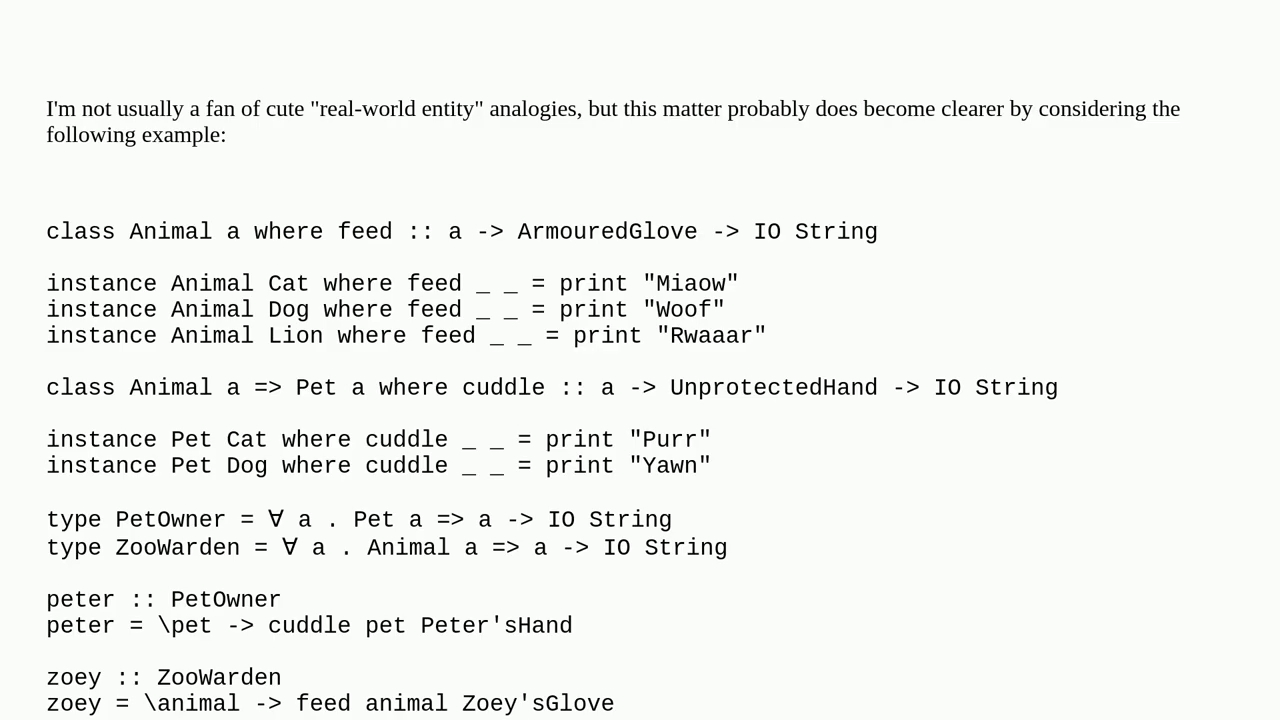 I'm not usually a fan of cute "real-world entity" analogies, but this matter probably does become clearer by considering the
following example:
class Animal a where feed :: a -> ArmouredGlove -> IO String
instance Animal Cat where feed _ _ = print "Miaow"
instance Animal Dog where feed _ _ = print "Woof"
instance Animal Lion where feed _ _ = print "Rwaaar"
class Animal a => Pet a where cuddle :: a -> UnprotectedHand -> IO String
instance Pet Cat where cuddle _ _ = print "Purr"
instance Pet Dog where cuddle _ _ = print "Yawn"
type PetOwner = ∀ a . Pet a => a -> IO String
type ZooWarden = ∀ a . Animal a => a -> IO String
peter :: PetOwner
peter = \pet -> cuddle pet Peter'sHand
zoey :: ZooWarden
zoey = \animal -> feed animal Zoey'sGlove